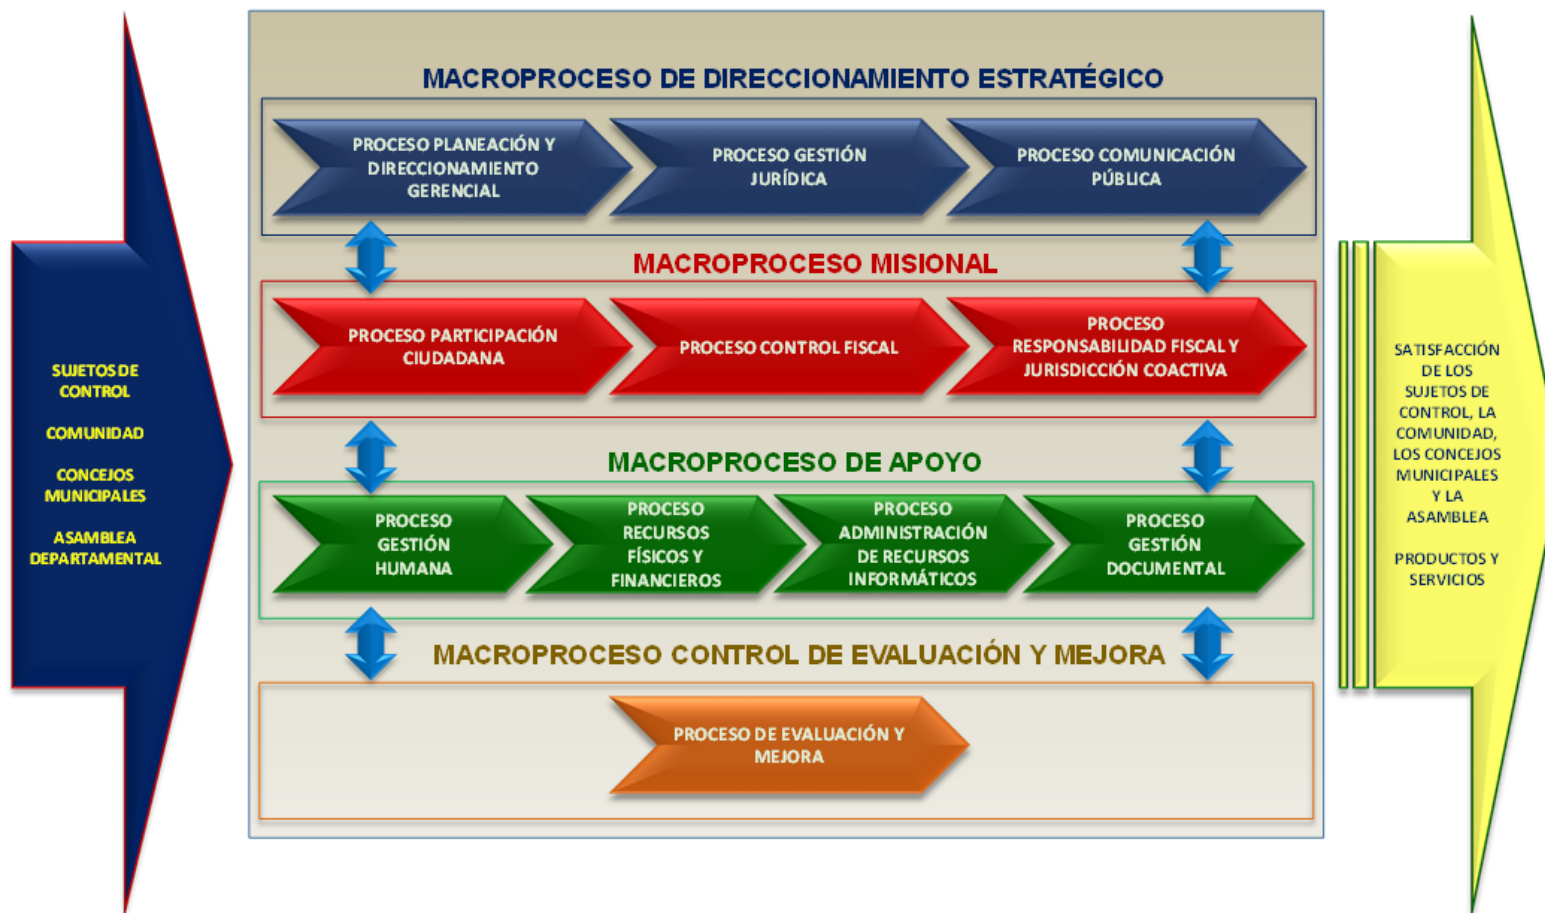 SUJETOS DE
CONTROL
COMUNIDAD
CONCEJOS
MUNICIPALES
ASAMBLEA
DEPARTAMENTAL
MACROPROCESO DE DIRECCIONAMIENTO ESTRATÉGICO
PROCESO PLANEACIÓN Y
DIRECCIONAMIENTO
GERENCIAL
PROCESO GESTIÓN
JURÍDICA
PROCESO COMUNICACIÓN
PÚBLICA
MACROPROCESO MISIONAL
PROCESO PARTICIPACIÓN
CIUDADANA
PROCESO CONTROL FISCAL
PROCESO
RESPONSABILIDAD FISCAL Y
JURISDICCIÓN COACTIVA
MACROPROCESO DE APOYO
PROCESO
GESTIÓN
HUMANA
PROCESO
RECURSOS
FÍSICOS Y
FINANCIEROS
PROCESO
ADMINISTRACIÓN
DE RECURSOS
INFORMÁTICOS
PROCESO
GESTIÓN
DOCUMENTAL
MACROPROCESO CONTROL DE EVALUACIÓN Y MEJORA
PROCESO DE EVALUACIÓN Y
MEJORA
SATISFACCIÓN
DE LOS
SUJETOS DE
CONTROL, LA
COMUNIDAD,
LOS CONCEJOS
MUNICIPALES
Y LA
ASAMBLEA
PRODUCTOS Y
SERVICIOS